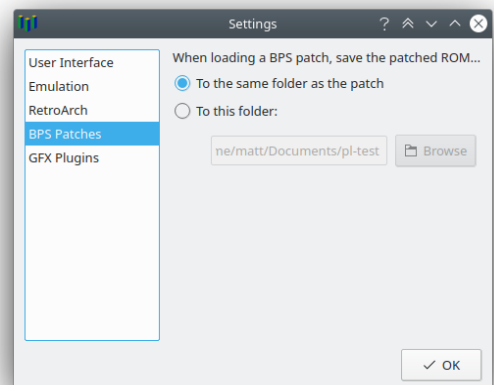 Settings
User Interface
Emulation
RetroArch
BPS Patches
GFX Plugins
When loading a BPS patch, save the patched ROM...
To the same folder as the patch
To this folder:
ne/matt/Documents/pl-test
Browse
OK